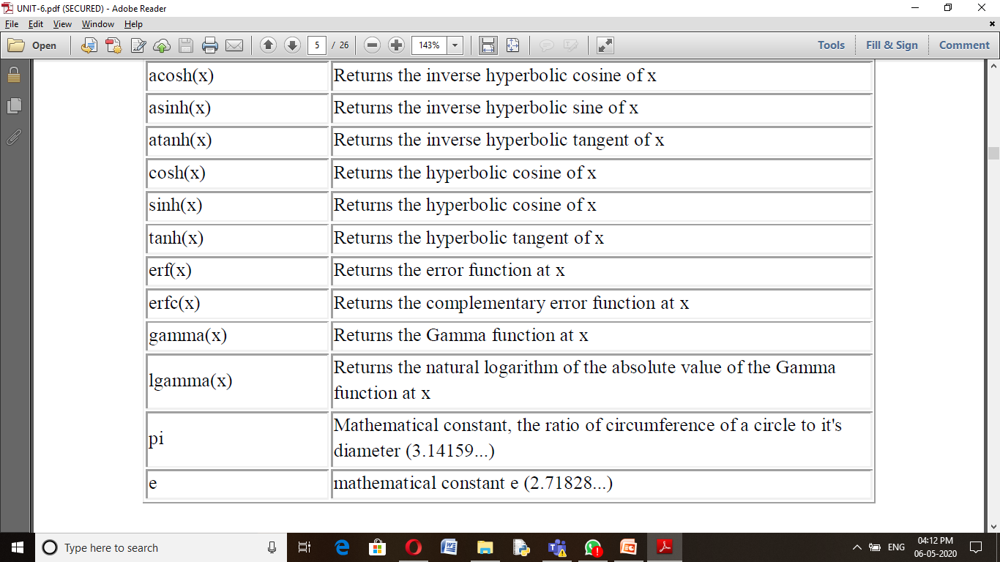 UNIT-6.pdf (SECURED) - Adobe Reader
File Edit View Window Help
Open 5 / 26 143% Tools Fill & Sign Comment
acosh(x) Returns the inverse hyperbolic cosine of x
asinh(x) Returns the inverse hyperbolic sine of x
atanh(x) Returns the inverse hyperbolic tangent of x
cosh(x) Returns the hyperbolic cosine of x
sinh(x) Returns the hyperbolic cosine of x
tanh(x) Returns the hyperbolic tangent of x
erf(x) Returns the error function at x
erfc(x) Returns the complementary error function at x
gamma(x) Returns the Gamma function at x
lgamma(x) Returns the natural logarithm of the absolute value of the Gamma
function at x
pi Mathematical constant, the ratio of circumference of a circle to it's
diameter (3.14159...)
e mathematical constant e (2.71828...)
Type here to search
ENG
04:12 PM
06-05-2020